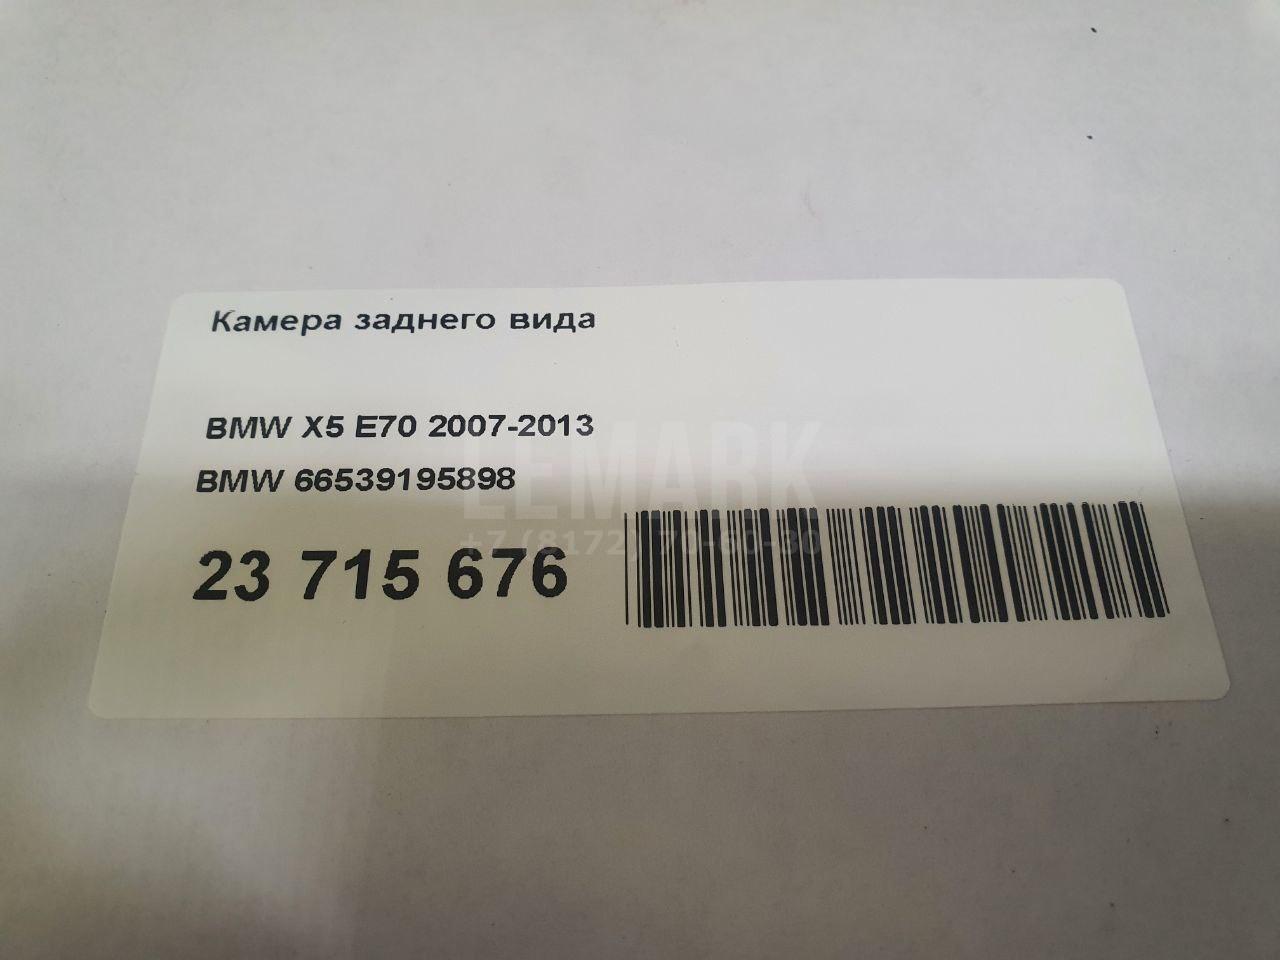 Камера заднего вида
BMW X5 E70 2007-2013
BMW 66539195898
LEMARK
+7 (8172) 70-60-30
23 715 676